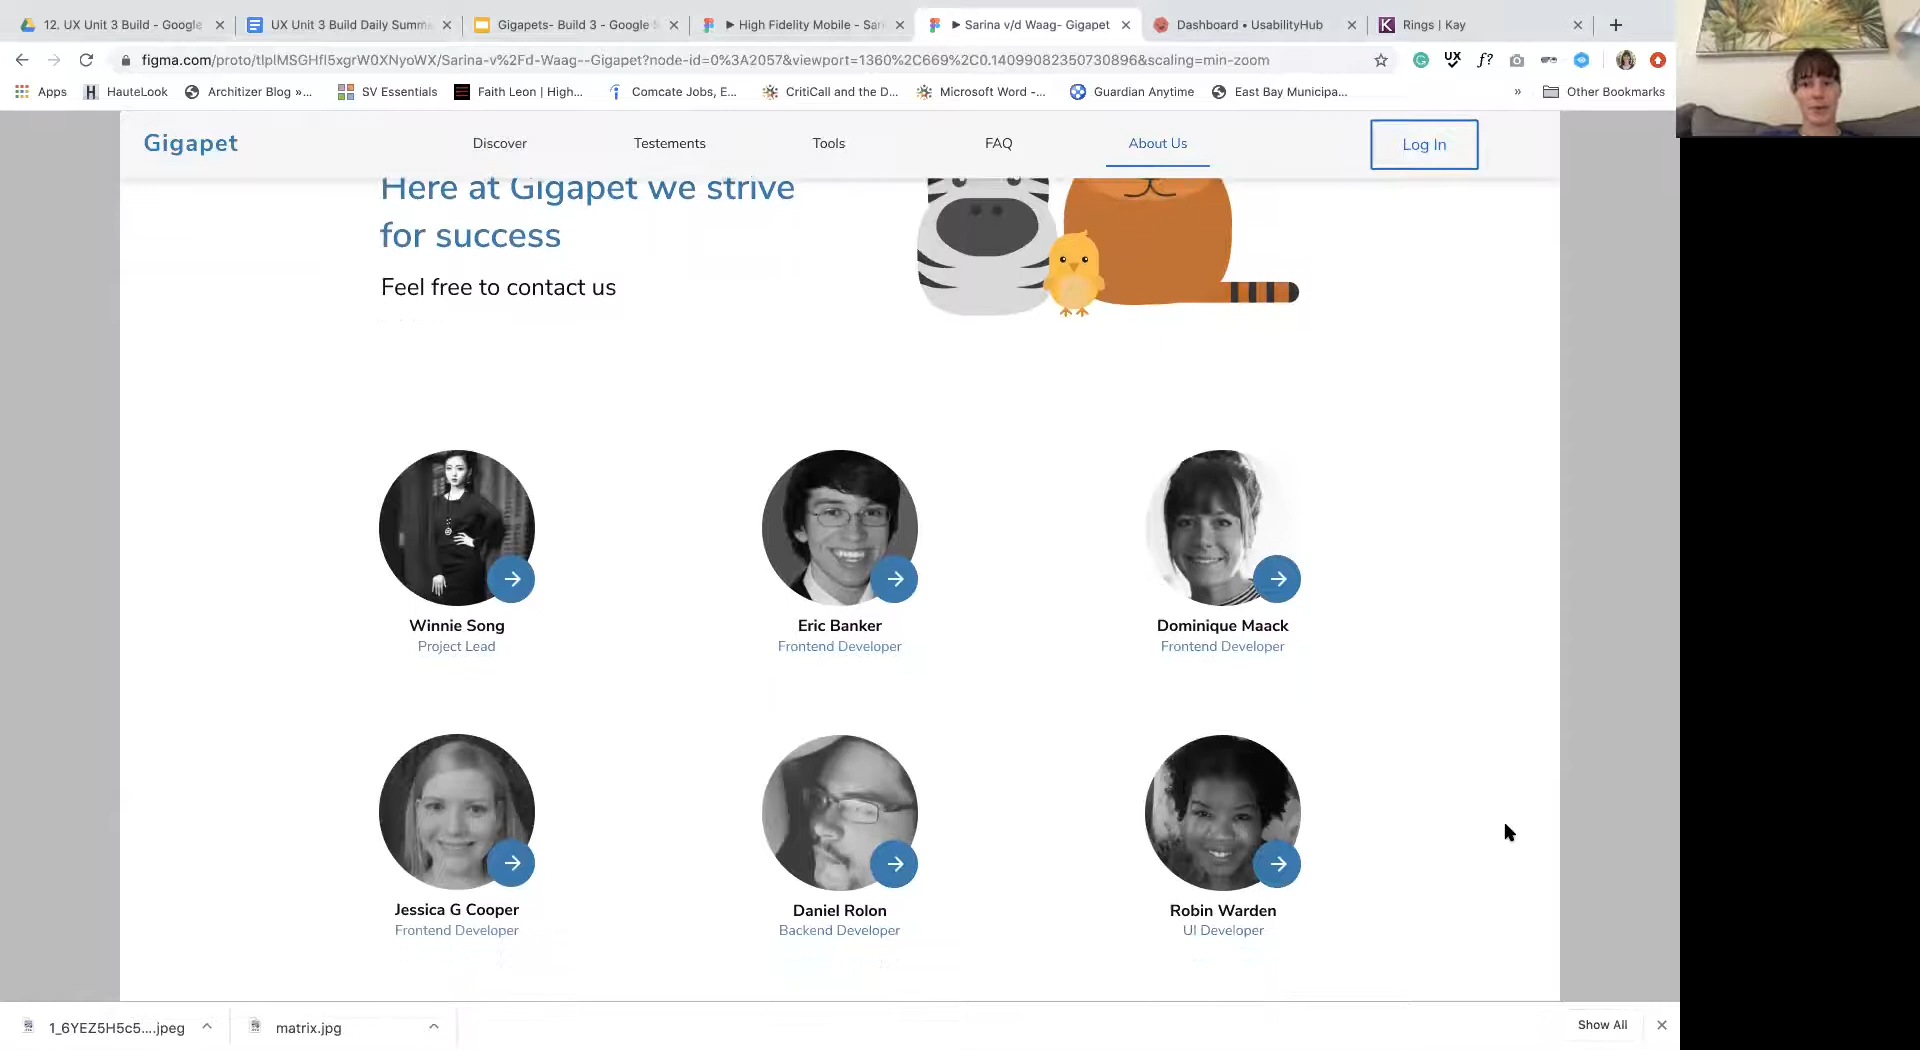 12. UX Unit 3 Build - Google
UX Unit 3 Build Daily Summa
Gigapets- Build 3 - Google S
▶ High Fidelity Mobile - Sari
▶ Sarina v/d Waag- Gigapet
Dashboard • UsabilityHub
Rings | Kay
figma.com/proto/tlplMSGHfl5xgrW0XNyoWX/Sarina-v%2Fd-Waag--Gigapet?node-id=0%3A2057&viewport=1360%2C669%2C0.14099082350730896&scaling=min-zoom
UX
f?
Apps
HauteLook
Architizer Blog »...
SV Essentials
Faith Leon | High...
Comcate Jobs, E...
CritiCall and the D...
Microsoft Word -...
Guardian Anytime
East Bay Municipa...
»
Other Bookmarks
Gigapet
Discover
Testements
Tools
FAQ
About Us
Log In
Here at Gigapet we strive
for success
Feel free to contact us
Winnie Song
Project Lead
Eric Banker
Frontend Developer
Dominique Maack
Frontend Developer
Jessica G Cooper
Frontend Developer
Daniel Rolon
Backend Developer
Robin Warden
UI Developer
1_6YEZ5H5c5....jpeg
matrix.jpg
Show All